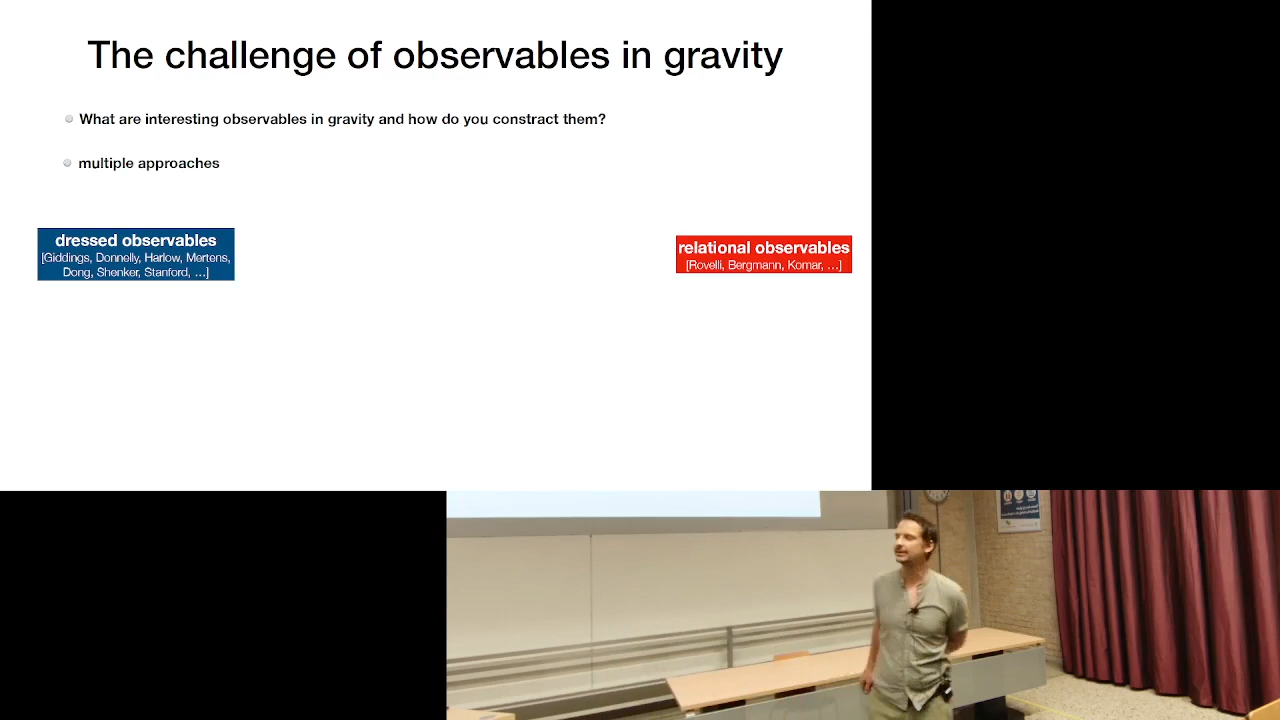 The challenge of observables in gravity
What are interesting observables in gravity and how do you constract them?
multiple approaches
dressed observables
[Giddings, Donnelly, Harlow, Mertens,
Dong, Shenker, Stanford, ...]
relational observables
[Rovelli, Bergmann, Komar, ...]